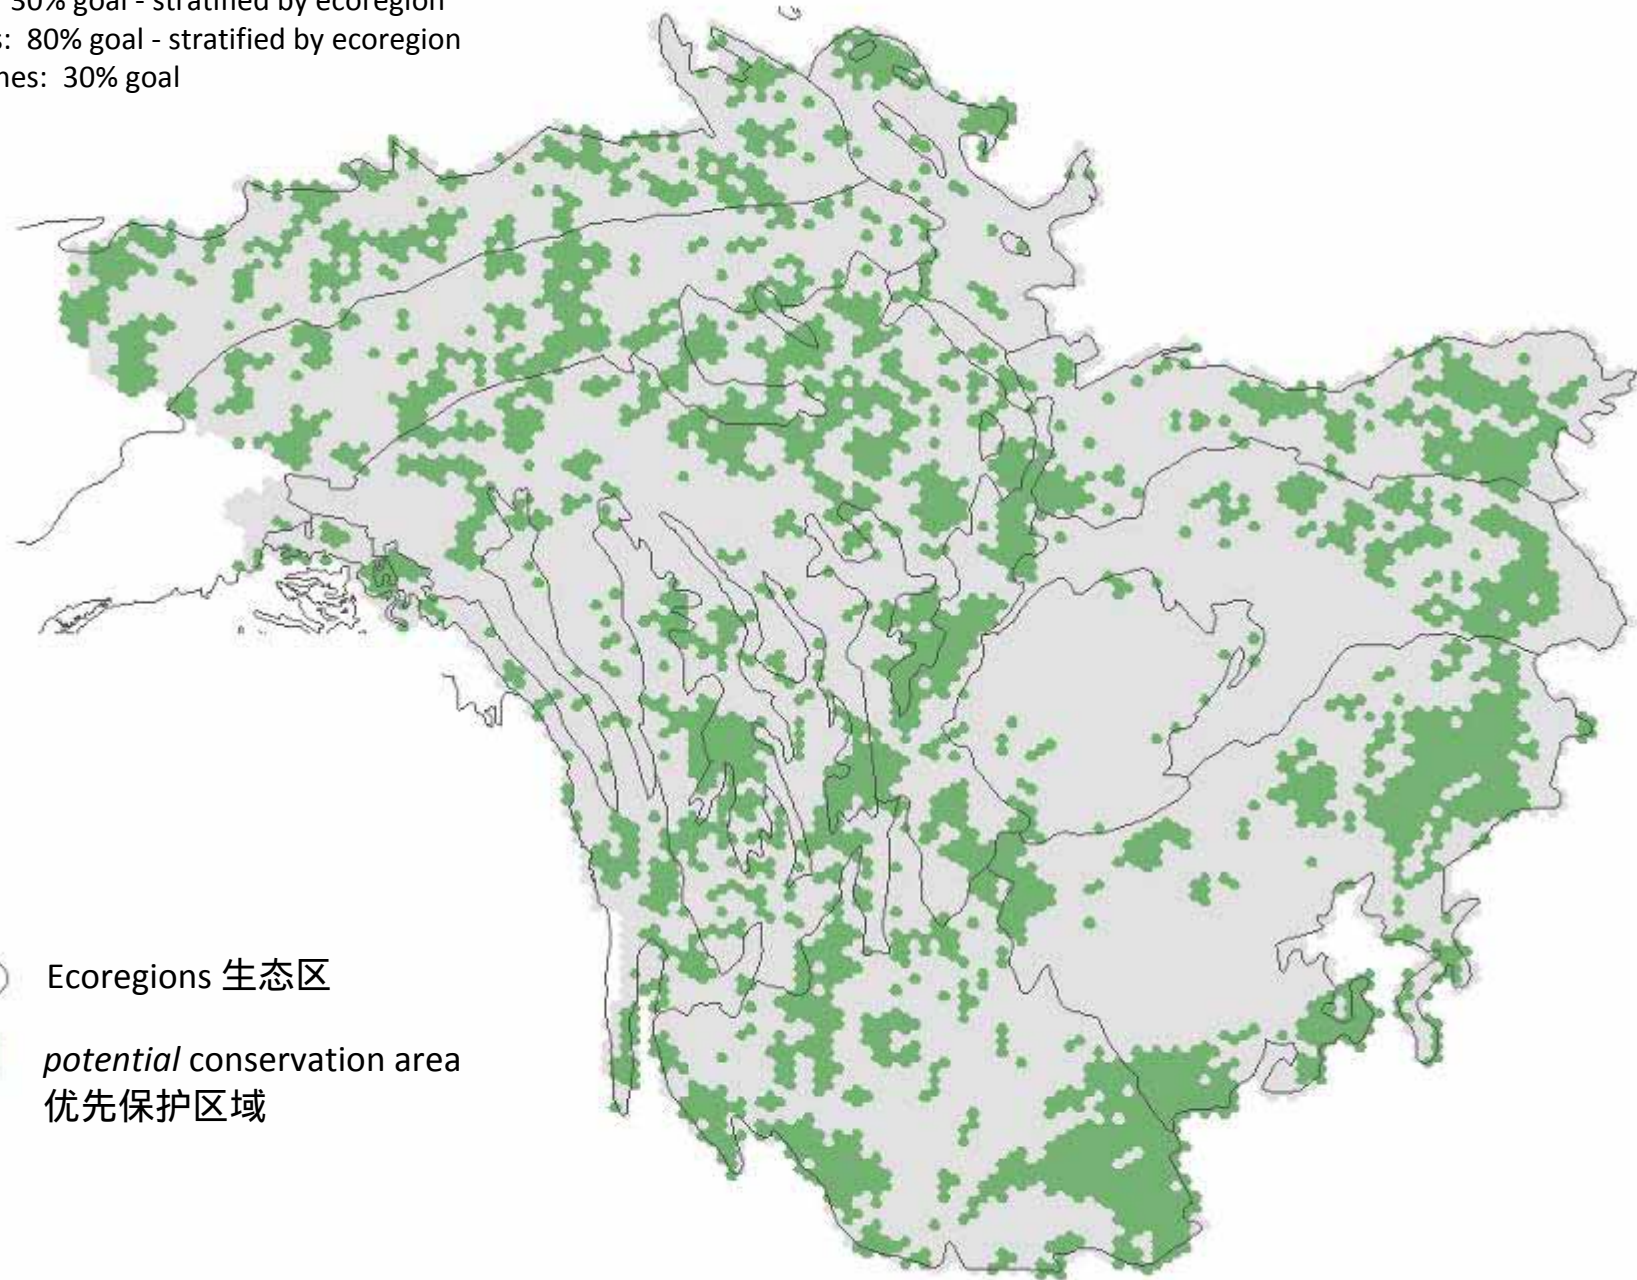 30% goal - stratified by ecoregion
: 80% goal - stratified by ecoregion
nes: 30% goal
Ecoregions 生态区
potential conservation area
优先保护区域